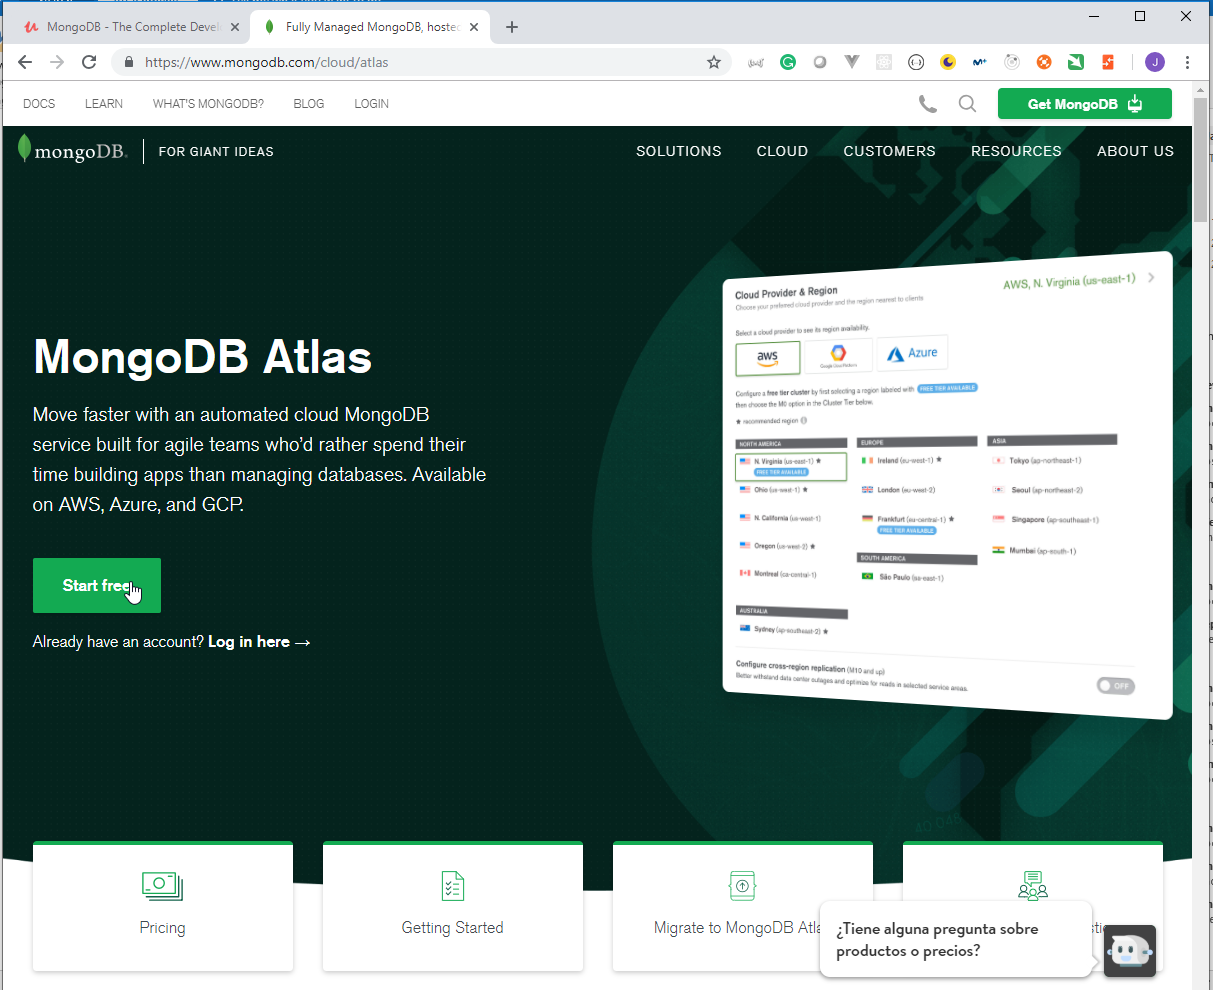 MongoDB - The Complete Devel
Fully Managed MongoDB, hosted
https://www.mongodb.com/cloud/atlas
J
DOCS LEARN WHAT'S MONGODB? BLOG LOGIN
Get MongoDB
mongoDB.
FOR GIANT IDEAS
SOLUTIONS CLOUD CUSTOMERS RESOURCES ABOUT US
MongoDB Atlas
Move faster with an automated cloud MongoDB
service built for agile teams who'd rather spend their
time building apps than managing databases. Available
on AWS, Azure, and GCP.
Start free
Already have an account? Log in here →
Cloud Provider & Region
AWS, N. Virginia (us-east-1)
Choose your preferred cloud provider and the region nearest to clients
Select a cloud provider to see its region availability.
aws
Google Cloud Platform
Azure
Configure a free tier cluster by first selecting a region labeled with FREE TIER AVAILABLE
then choose the M0 option in the Cluster Tier below.
★ recommended region
NORTH AMERICA
N. Virginia (us-east-1) ★
FREE TIER AVAILABLE
Ohio (us-west-1) ★
N. California (us-west-1)
Oregon (us-west-2) ★
Montreal (ca-central-1)
AUSTRALIA
Sydney (ap-southeast-2) ★
EUROPE
Ireland (eu-west-1) ★
London (eu-west-2)
Frankfurt (eu-central-1) ★
FREE TIER AVAILABLE
SOUTH AMERICA
São Paulo (sa-east-1)
ASIA
Tokyo (ap-northeast-1)
Seoul (ap-northeast-2)
Singapore (ap-southeast-1)
Mumbai (ap-south-1)
Configure cross-region replication (M10 and up)
Better withstand data center outages and optimize for reads in selected service areas.
OFF
Pricing
Getting Started
Migrate to MongoDB Atla
¿Tiene alguna pregunta sobre
productos o precios?